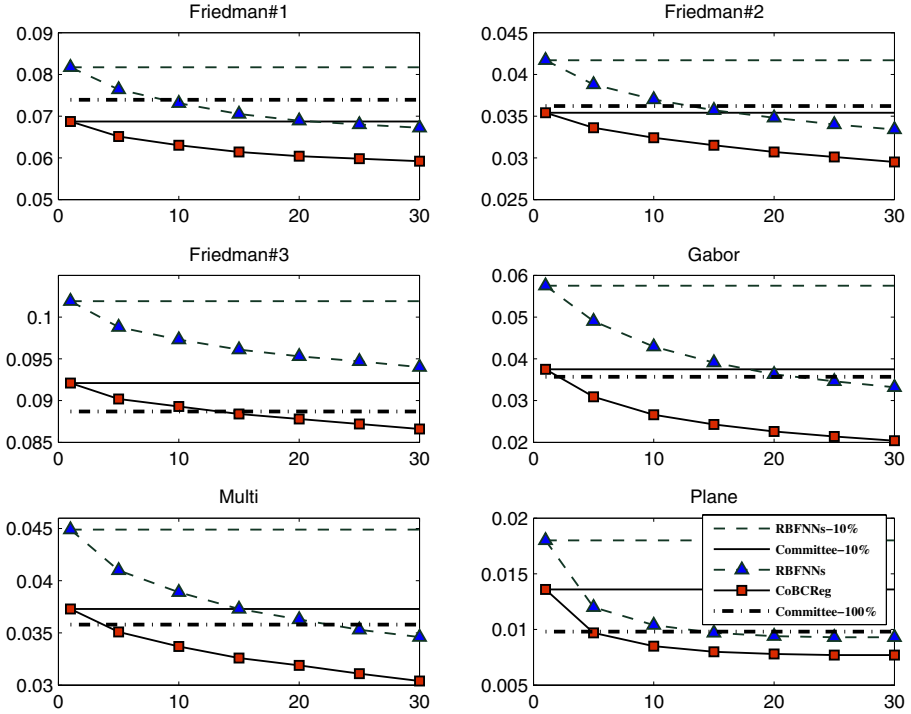 Friedman#1
0.09
0.08
0.07
0.06
0.05
0 10 20 30
Friedman#2
0.045
0.04
0.035
0.03
0.025
0 10 20 30
Friedman#3
0.1
0.095
0.09
0.085
0 10 20 30
Gabor
0.06
0.05
0.04
0.03
0.02
0 10 20 30
Multi
0.045
0.04
0.035
0.03
0 10 20 30
Plane
0.02
0.015
0.01
0.005
0 10 20 30
RBFNNs−10%
Committee−10%
RBFNNs
CoBCReg
Committee−100%